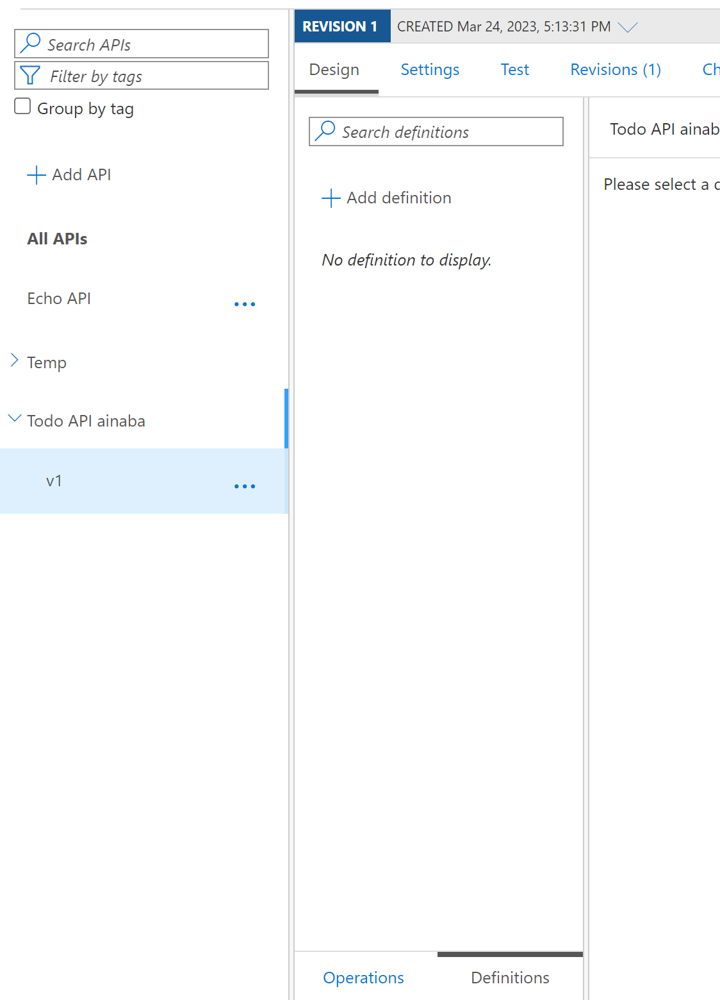 Search APIs
Filter by tags
Group by tag
Add API
All APIs
Echo API
Temp
Todo API ainaba
v1
REVISION 1 CREATED Mar 24, 2023, 5:13:31 PM
Design Settings Test Revisions (1)
Search definitions
Add definition
No definition to display.
Operations Definitions
Todo API
Please select a